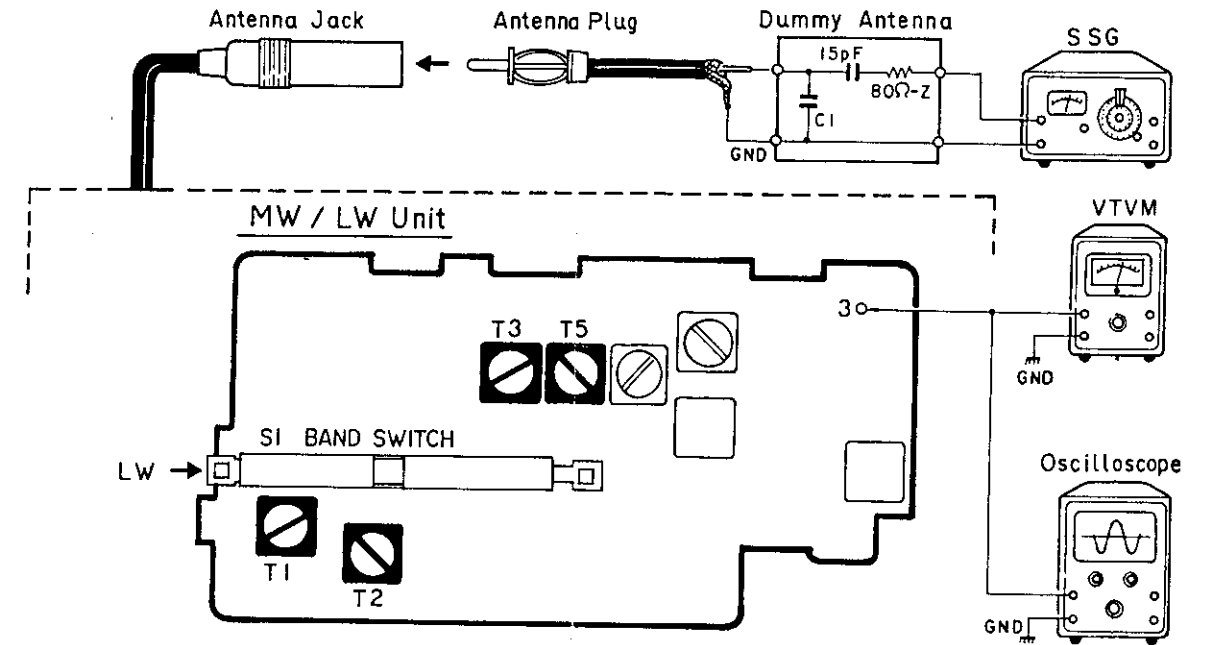 Antenna Jack
Antenna Plug
Dummy Antenna
SSG
15pF
80Ω-Z
C1
GND
MW / LW Unit
VTVM
3
T3
T5
GND
S1 BAND SWITCH
LW
Oscilloscope
T1
T2
GND